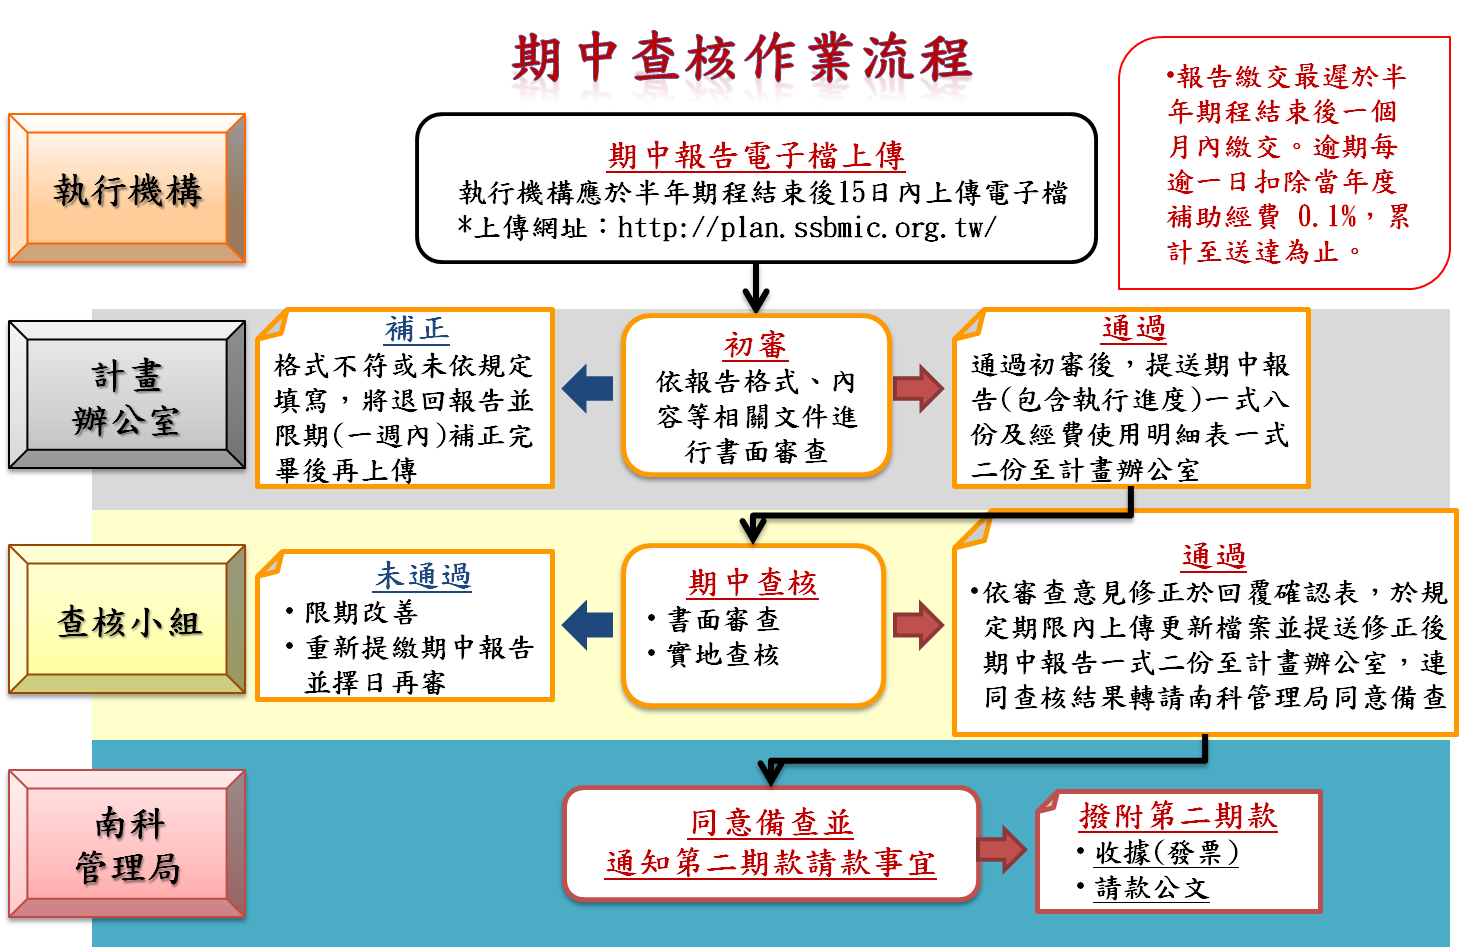 期中查核作業流程
•報告繳交最遲於半
年期程結束後一個
月內繳交。逾期每
逾一日扣除當年度
補助經費 0.1%，累
計至送達為止。
執行機構
期中報告電子檔上傳
執行機構應於半年期程結束後15日內上傳電子檔
*上傳網址：http://plan.ssbmic.org.tw/
計畫
辦公室
補正
格式不符或未依規定
填寫，將退回報告並
限期(一週內)補正完
畢後再上傳
初審
依報告格式、內
容等相關文件進
行書面審查
通過
通過初審後，提送期中報
告(包含執行進度)一式八
份及經費使用明細表一式
二份至計畫辦公室
查核小組
未通過
• 限期改善
• 重新提繳期中報告
並擇日再審
期中查核
• 書面審查
• 實地查核
通過
•依審查意見修正於回覆確認表，於規
定期限內上傳更新檔案並提送修正後
期中報告一式二份至計畫辦公室，連
同查核結果轉請南科管理局同意備查
南科
管理局
同意備查並
通知第二期款請款事宜
撥附第二期款
• 收據(發票)
• 請款公文